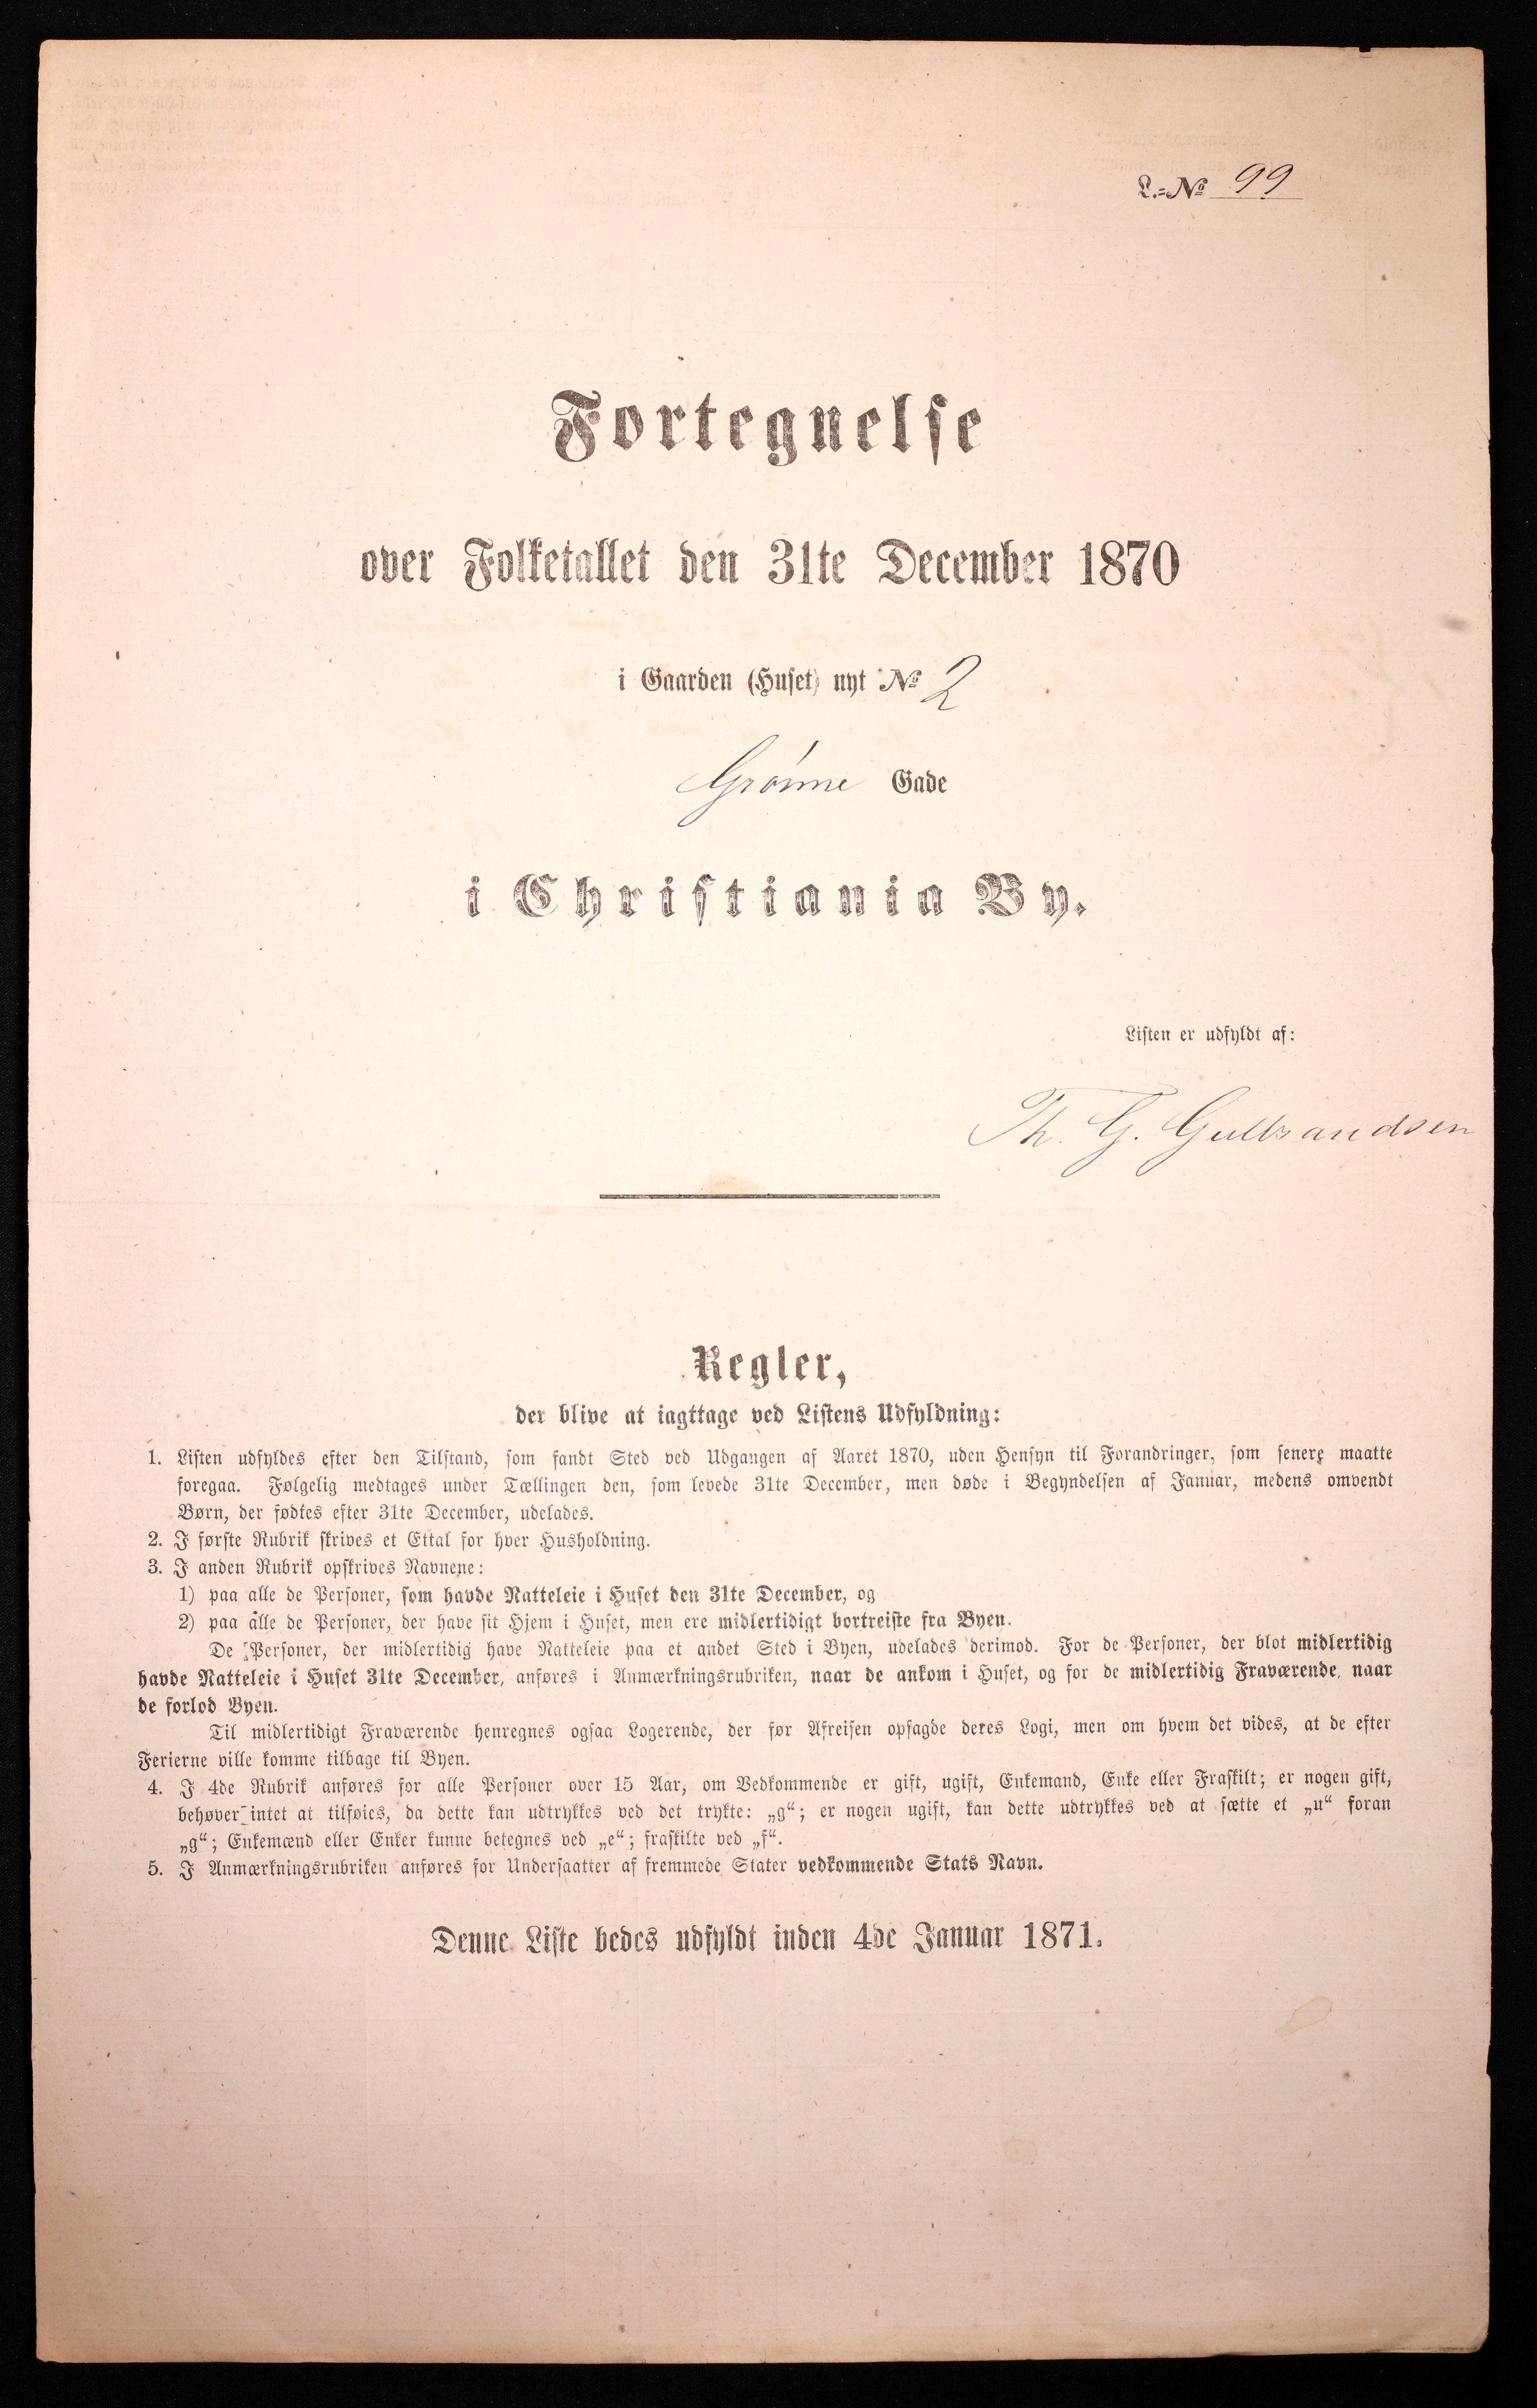 L.=№ 99
Fortegnelse
over Folketallet den 31te December 1870
i Gaarden (Huset) nyt № 2
Grønne Gade
i Christiania By.
Listen er udfyldt af:
Th. G. Gulbrandsen
Regler,
der blive at iagttage ved Listens Udfyldning:
1. Listen udfyldes efter den Tilstand, som fandt Sted ved Udgangen af Aaret 1870, uden Hensyn til Forandringer, som senere maatte
foregaa. Følgelig medtages under Tællingen den, som levede 31te December, men døde i Begyndelsen af Januar, medens omvendt
Børn, der fødtes efter 31te December, udelades.
2. I første Rubrik skrives et Ettal for hver Husholdning.
3. I anden Rubrik opskrives Navnene:
1) paa alle de Personer, som havde Natteleie i Huset den 31te December, og
2) paa alle de Personer, der have sit Hjem i Huset, men ere midlertidigt bortreiste fra Byen.
De Personer, der midlertidig have Natteleie paa et andet Sted i Byen, udelades derimod. For de Personer, der blot midlertidig
havde Natteleie i Huset 31te December, anføres i Anmærkningsrubriken, naar de ankom i Huset, og for de midlertidig Fraværende, naar
de forlod Byen.
Til midlertidigt Fraværende henregnes ogsaa Logerende, der før Afreisen opsagde deres Logi, men om hvem det vides, at de efter
Ferierne ville komme tilbage til Byen.
4. I 4de Rubrik anføres for alle Personer over 15 Aar, om Vedkommende er gift, ugift, Enkemand, Enke eller Fraskilt; er nogen gift,
behøver intet at tilføies, da dette kan udtrykkes ved det trykte: „g“; er nogen ugift, kan dette udtrykkes ved at sætte et „u“ foran
„g“; Enkemænd eller Enker kunne betegnes ved „e“; fraskilte ved „f“.
5. I Anmærkningsrubriken anføres for Undersaatter af fremmede Stater vedkommende Stats Navn.
Denne Liste bedes udfyldt inden 4de Januar 1871.